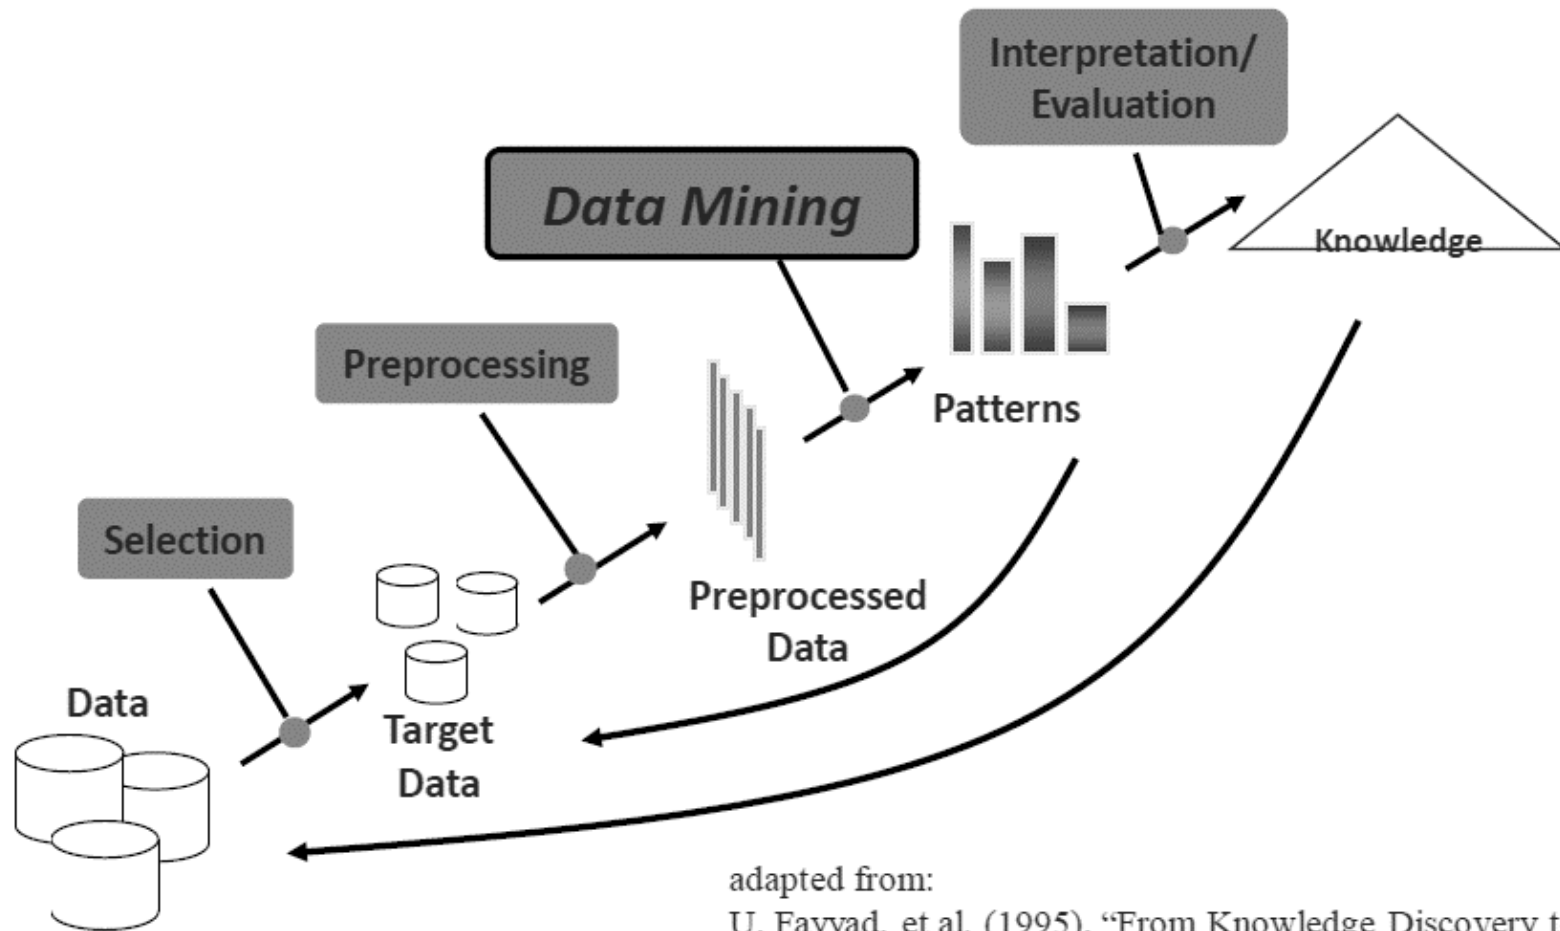 Interpretation/
Evaluation
Data Mining
Knowledge
Preprocessing
Patterns
Selection
Preprocessed
Data
Data
Target
Data
adapted from:
U. Fayyad, et al. (1995), "From Knowledge Discovery t